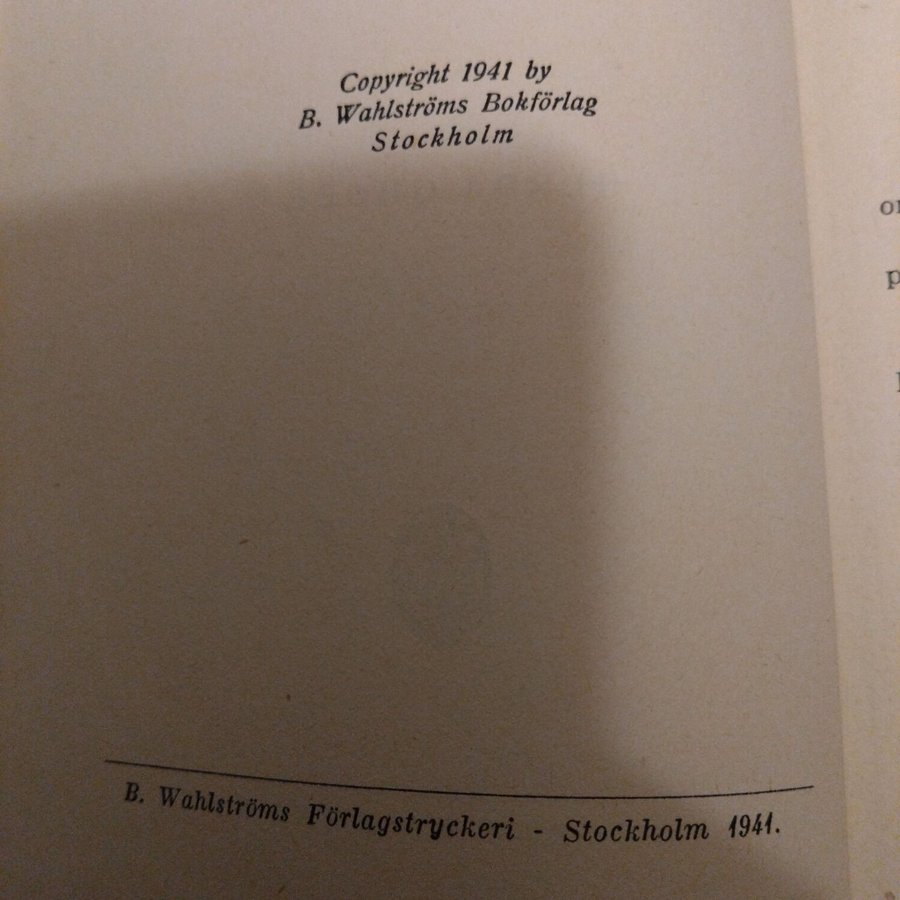 Copyright 1941 by
B. Wahlströms Bokförlag
Stockholm
B. Wahlströms Förlagstryckeri - Stockholm 1941.